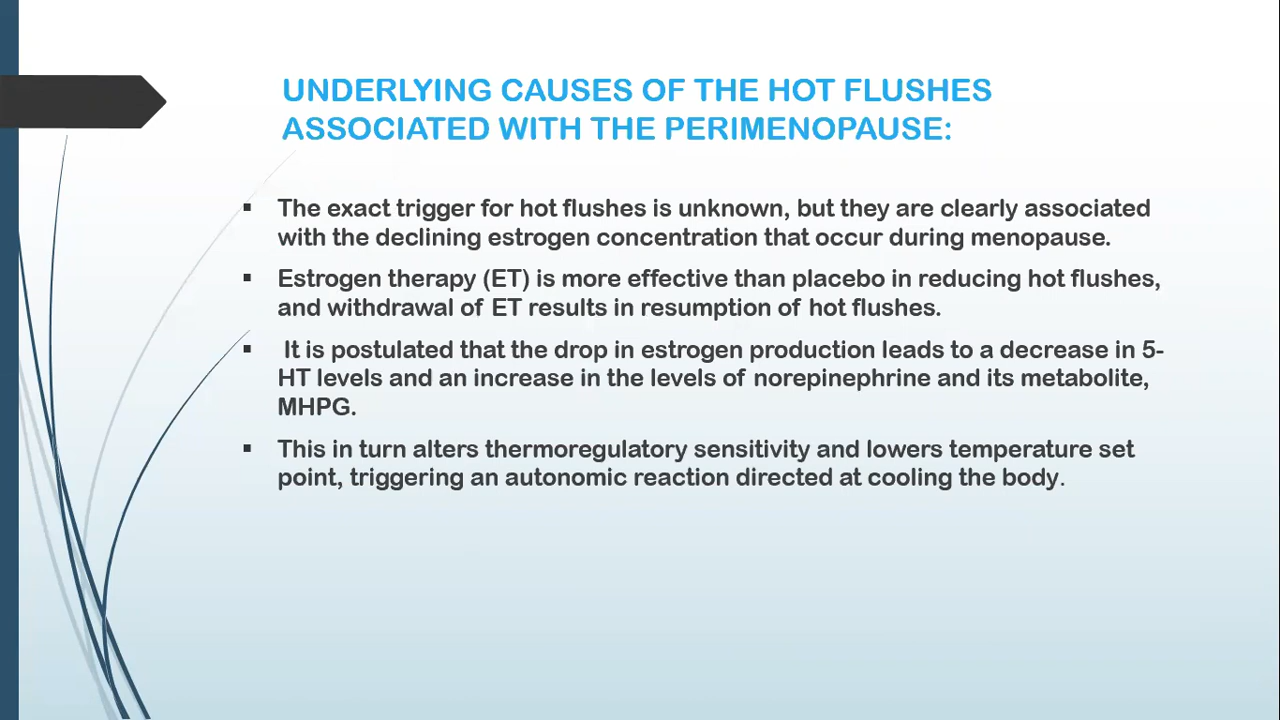 UNDERLYING CAUSES OF THE HOT FLUSHES
ASSOCIATED WITH THE PERIMENOPAUSE:
▪ The exact trigger for hot flushes is unknown, but they are clearly associated
with the declining estrogen concentration that occur during menopause.
▪ Estrogen therapy (ET) is more effective than placebo in reducing hot flushes,
and withdrawal of ET results in resumption of hot flushes.
▪ It is postulated that the drop in estrogen production leads to a decrease in 5-
HT levels and an increase in the levels of norepinephrine and its metabolite,
MHPG.
▪ This in turn alters thermoregulatory sensitivity and lowers temperature set
point, triggering an autonomic reaction directed at cooling the body.